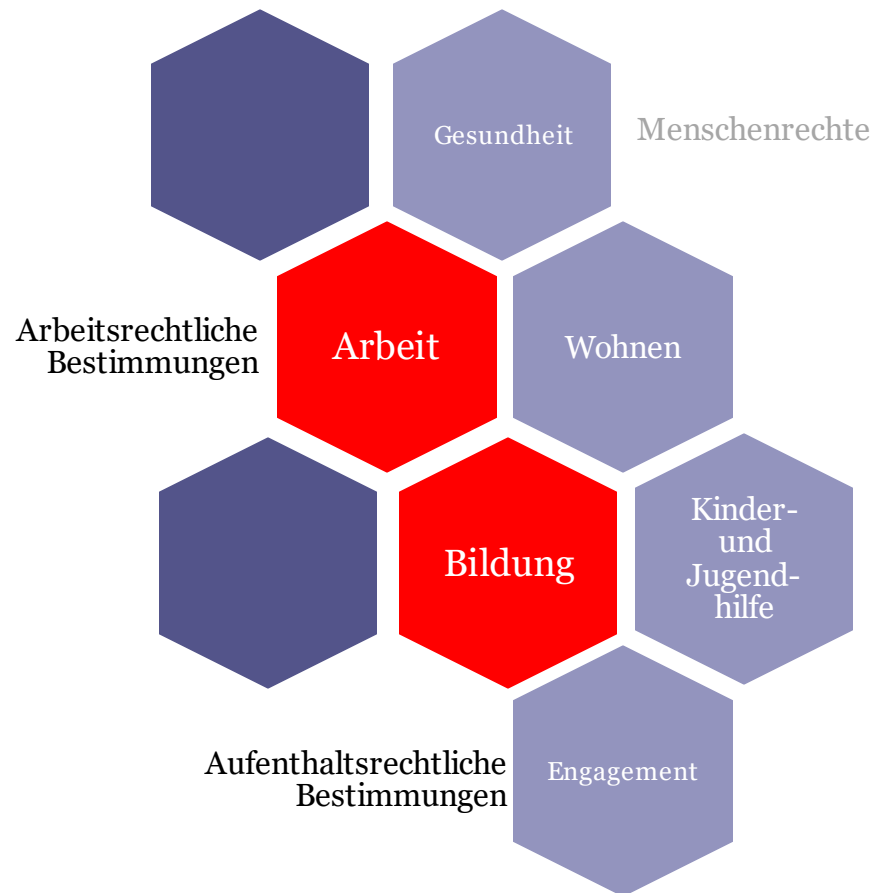 Gesundheit
Menschenrechte
Arbeitsrechtliche
Bestimmungen
Arbeit
Wohnen
Bildung
Kinder-
und
Jugend-
hilfe
Aufenthaltsrechtliche
Bestimmungen
Engagement